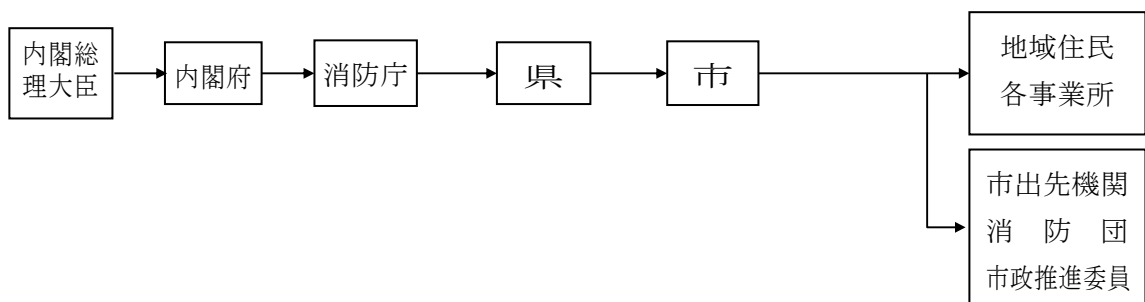 内閣総
理大臣
内閣府
消防庁
県
市
地域住民
各事業所
市出先機関
消防団
市政推進委員